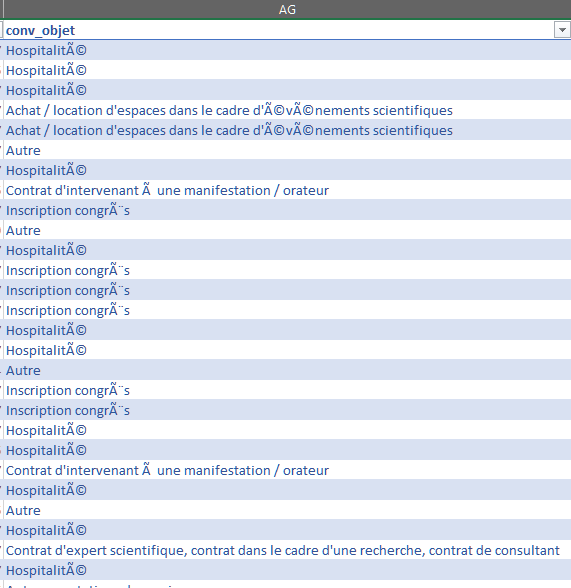 AG
conv_objet
HospitalitÃ©
HospitalitÃ©
HospitalitÃ©
Achat / location d'espaces dans le cadre d'Ã©vÃ©nements scientifiques
Achat / location d'espaces dans le cadre d'Ã©vÃ©nements scientifiques
Autre
HospitalitÃ©
Contrat d'intervenant Ã  une manifestation / orateur
Inscription congrÃ¨s
Autre
HospitalitÃ©
Inscription congrÃ¨s
Inscription congrÃ¨s
Inscription congrÃ¨s
HospitalitÃ©
HospitalitÃ©
Autre
Inscription congrÃ¨s
Inscription congrÃ¨s
HospitalitÃ©
HospitalitÃ©
Contrat d'intervenant Ã  une manifestation / orateur
HospitalitÃ©
Autre
HospitalitÃ©
Contrat d'expert scientifique, contrat dans le cadre d'une recherche, contrat de consultant
HospitalitÃ©